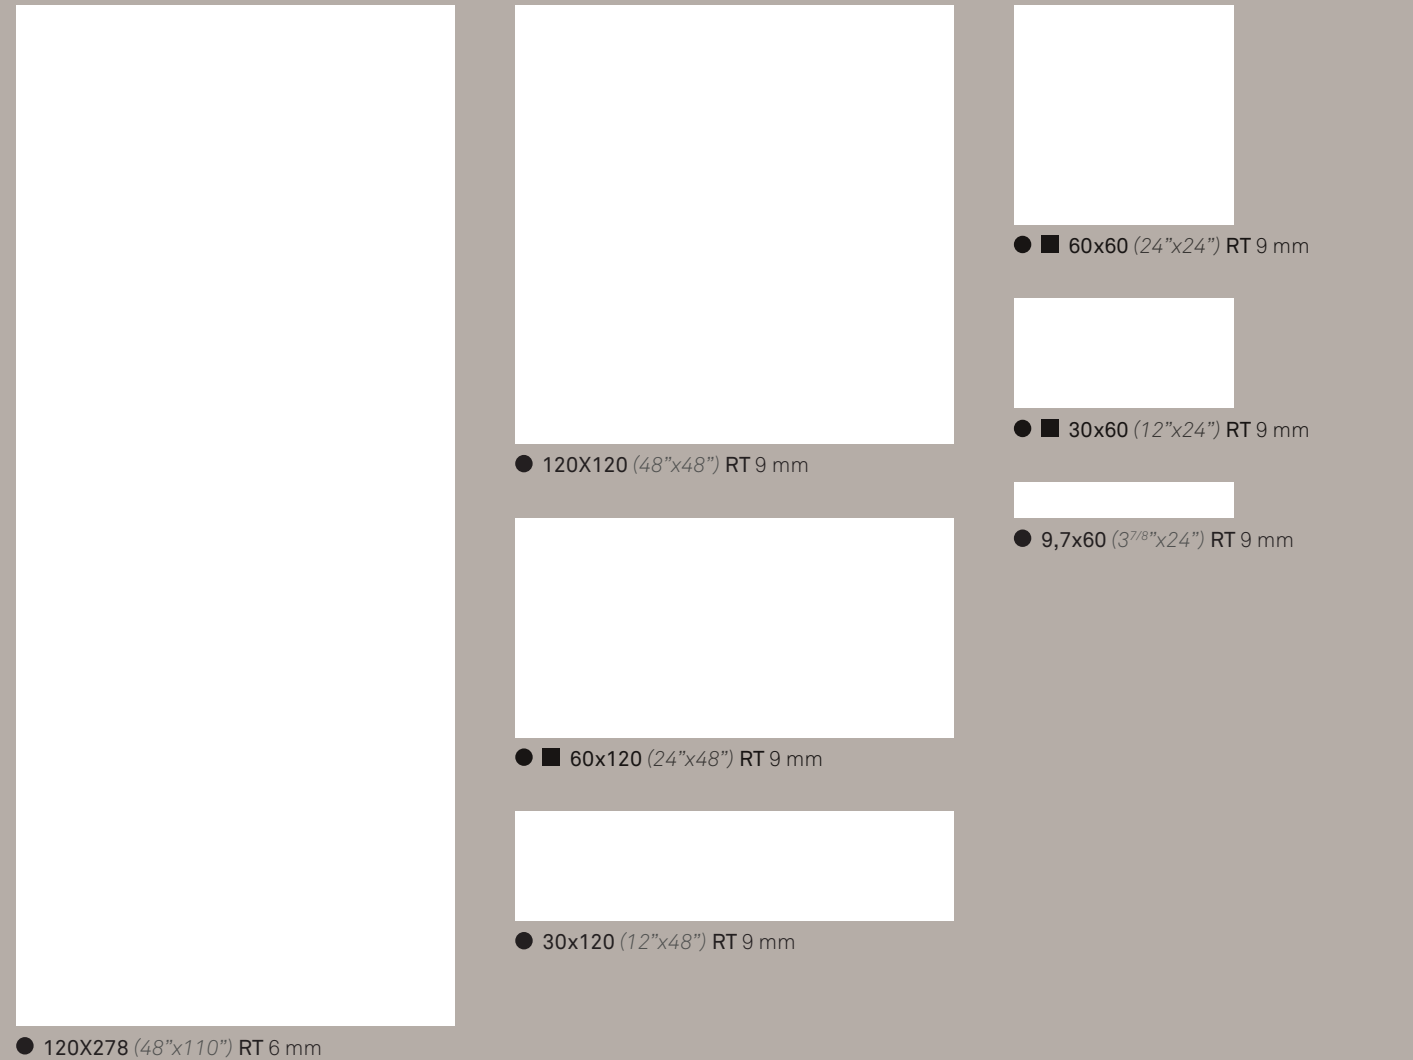 120X278 (48”x110”) RT 6 mm
120X120 (48”x48”) RT 9 mm
60x120 (24”x48”) RT 9 mm
30x120 (12”x48”) RT 9 mm
60x60 (24”x24”) RT 9 mm
30x60 (12”x24”) RT 9 mm
9,7x60 (3⁷/⁸”x24”) RT 9 mm